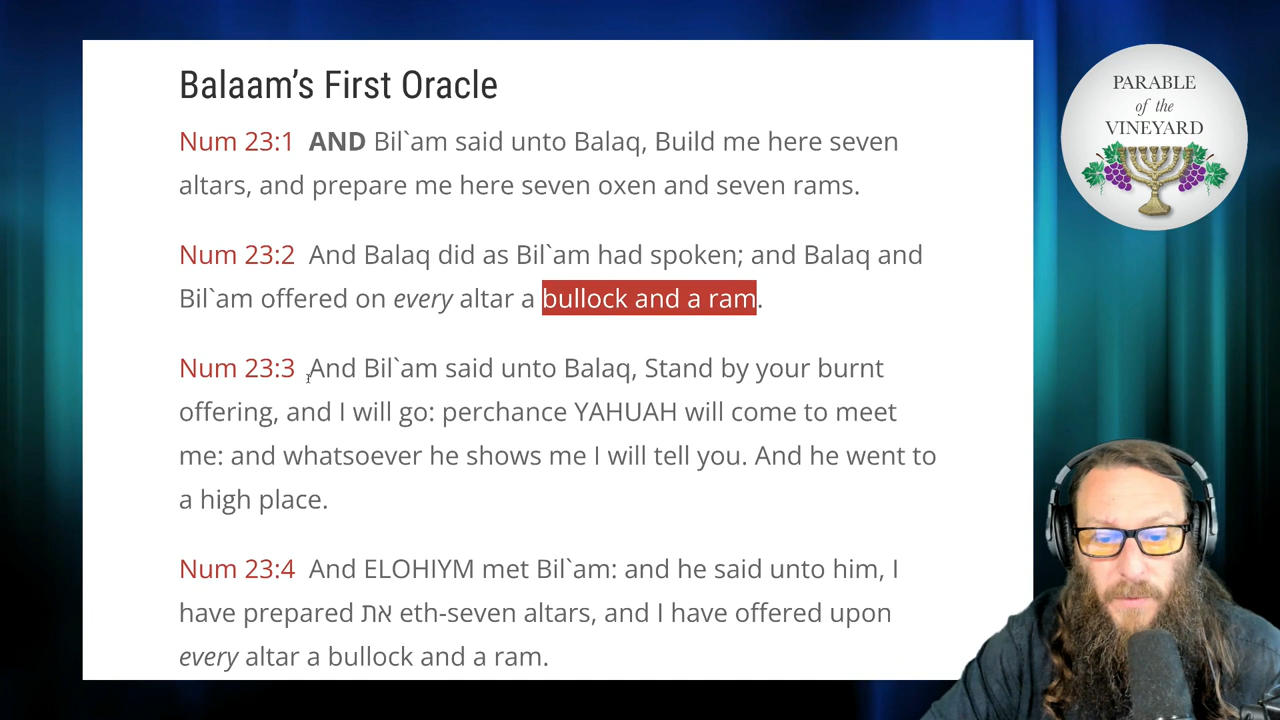 Balaam’s First Oracle
Num 23:1 AND Bil`am said unto Balaq, Build me here seven
altars, and prepare me here seven oxen and seven rams.
Num 23:2 And Balaq did as Bil`am had spoken; and Balaq and
Bil`am offered on every altar a bullock and a ram.
Num 23:3 And Bil`am said unto Balaq, Stand by your burnt
offering, and I will go: perchance YAHUAH will come to meet
me: and whatsoever he shows me I will tell you. And he went to
a high place.
Num 23:4 And ELOHIYM met Bil`am: and he said unto him, I
have prepared את eth-seven altars, and I have offered upon
every altar a bullock and a ram.
PARABLE
of the
VINEYARD